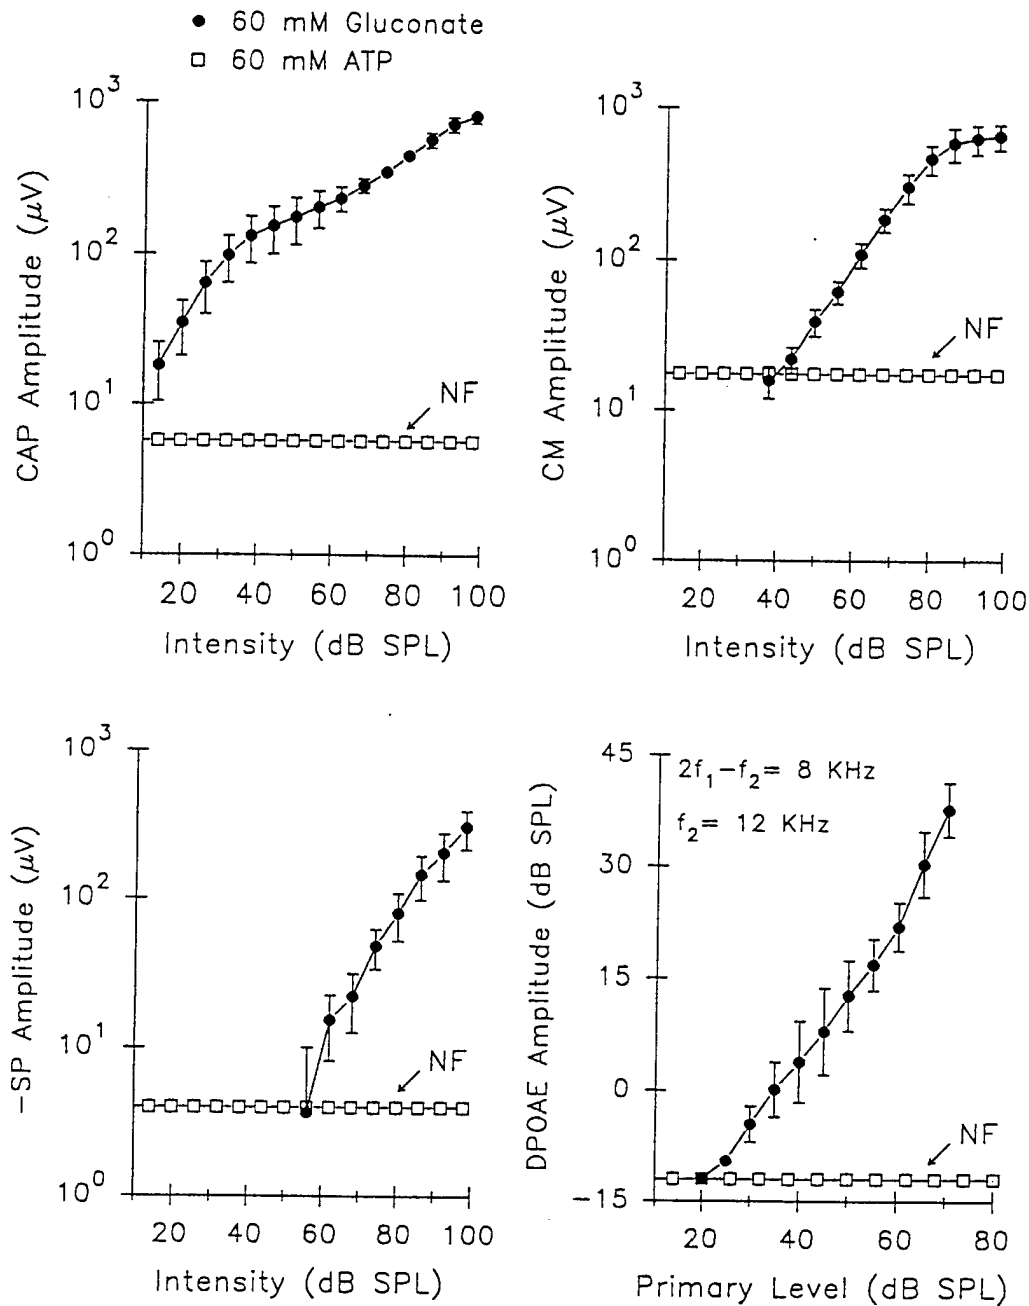 60 mM Gluconate
60 mM ATP
10³
10²
10¹
10⁰
CAP Amplitude (μV)
NF
20 40 60 80 100
Intensity (dB SPL)
10³
10²
10¹
10⁰
CM Amplitude (μV)
NF
20 40 60 80 100
Intensity (dB SPL)
10³
10²
10¹
10⁰
−SP Amplitude (μV)
NF
20 40 60 80 100
Intensity (dB SPL)
45
30
15
0
−15
DPOAE Amplitude (dB SPL)
2f₁−f₂= 8 KHz
f₂= 12 KHz
NF
20 40 60 80
Primary Level (dB SPL)